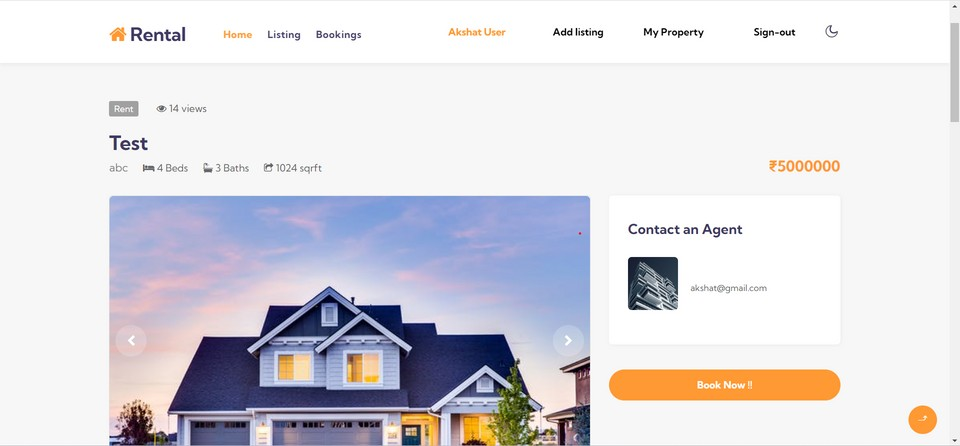 Rental Home Listing Bookings Akshat User Add listing My Property Sign-out
Rent 14 views
Test
abc 4 Beds 3 Baths 1024 sqrft
₹5000000
Contact an Agent
akshat@gmail.com
Book Now !!